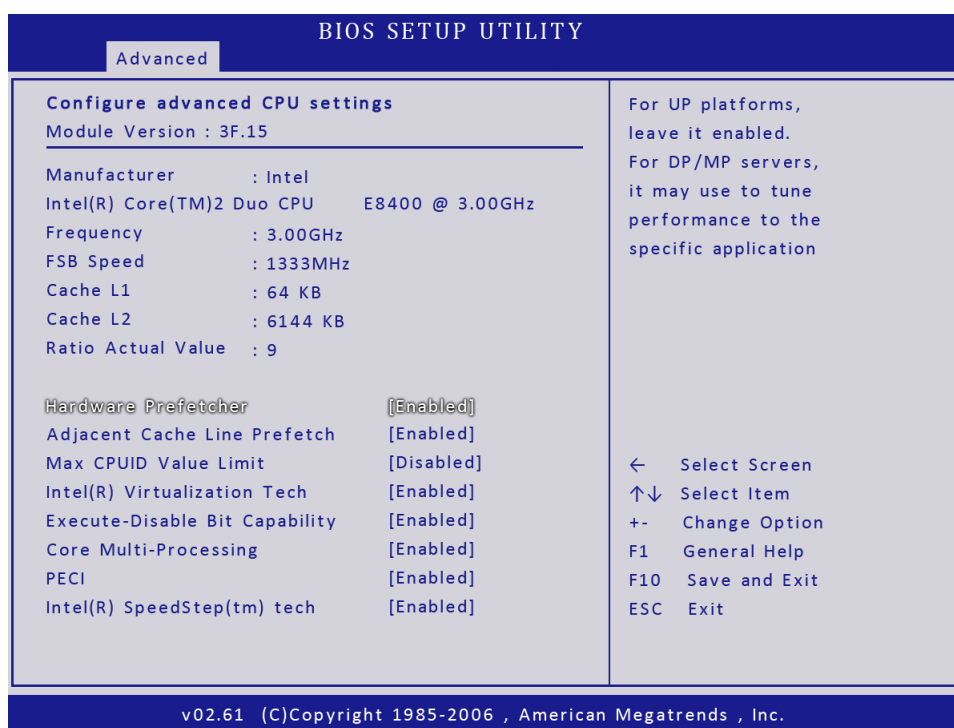 BIOS SETUP UTILITY
Advanced
Configure advanced CPU settings
Module Version : 3F.15
Manufacturer : Intel
Intel(R) Core(TM)2 Duo CPU E8400 @ 3.00GHz
Frequency : 3.00GHz
FSB Speed : 1333MHz
Cache L1 : 64 KB
Cache L2 : 6144 KB
Ratio Actual Value : 9
Hardware Prefetcher [Enabled]
Adjacent Cache Line Prefetch [Enabled]
Max CPUID Value Limit [Disabled]
Intel(R) Virtualization Tech [Enabled]
Execute-Disable Bit Capability [Enabled]
Core Multi-Processing [Enabled]
PECI [Enabled]
Intel(R) SpeedStep(tm) tech [Enabled]
For UP platforms,
leave it enabled.
For DP/MP servers,
it may use to tune
performance to the
specific application
← Select Screen
↑↓ Select Item
+- Change Option
F1 General Help
F10 Save and Exit
ESC Exit
v02.61 (C)Copyright 1985-2006 , American Megatrends , Inc.